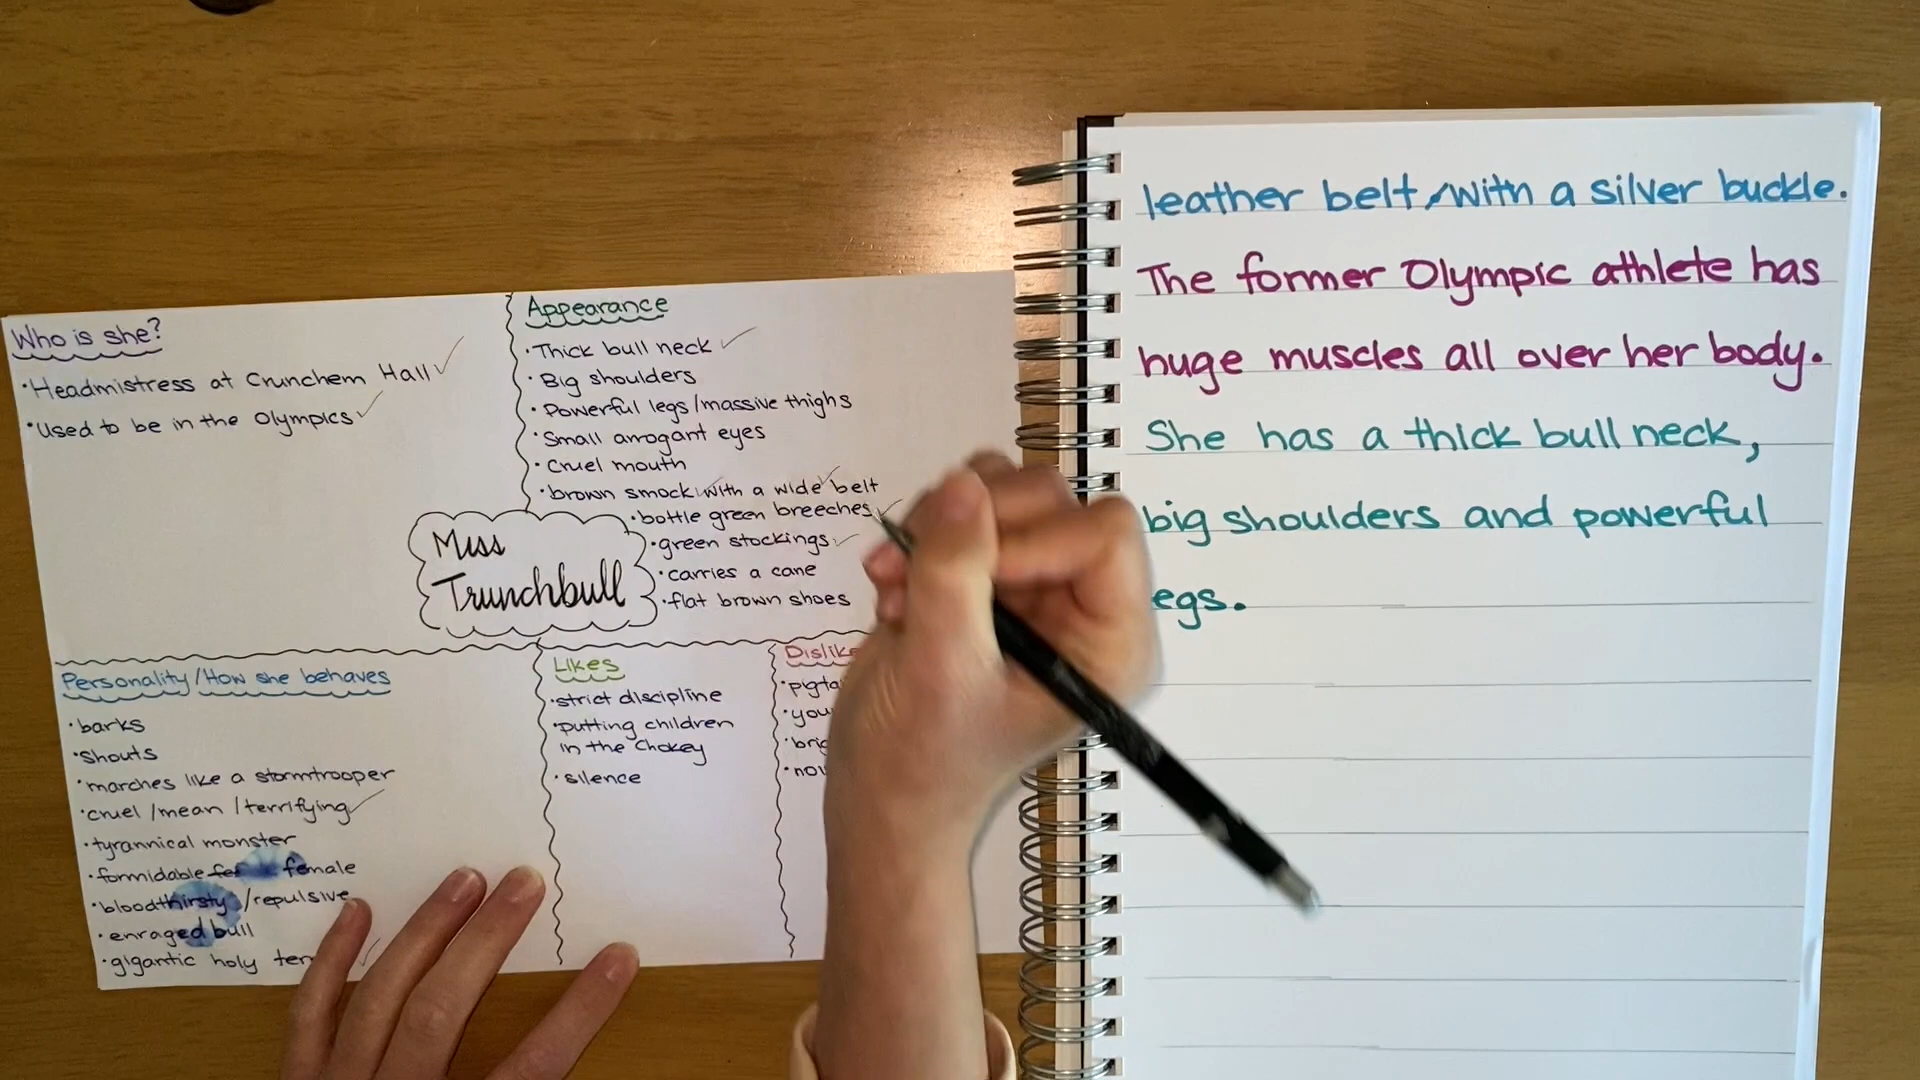 Who is she?
·Headmistress at Crunchem Hall
·Used to be in the Olympics
Appearance
·Thick bull neck
·Big shoulders
·Powerful legs/massive thighs
·Small arrogant eyes
·cruel mouth
·brown smock with a wide belt
·bottle green breeches
·green stockings
·carries a cane
·flat brown shoes
Miss
Trunchbull
Personality/How she behaves
·barks
·shouts
·marches like a stormtrooper
·cruel/mean/terrifying
·tyrannical monster
·formidable female
·bloodthirsty/repulsive
·enraged bull
·gigantic holy
Likes
·strict discipline
·putting children
in the Chokey
·silence
leather belt with a silver buckle.
The former Olympic athlete has
huge muscles all over her body.
She has a thick bull neck,
big shoulders and powerful
egs.